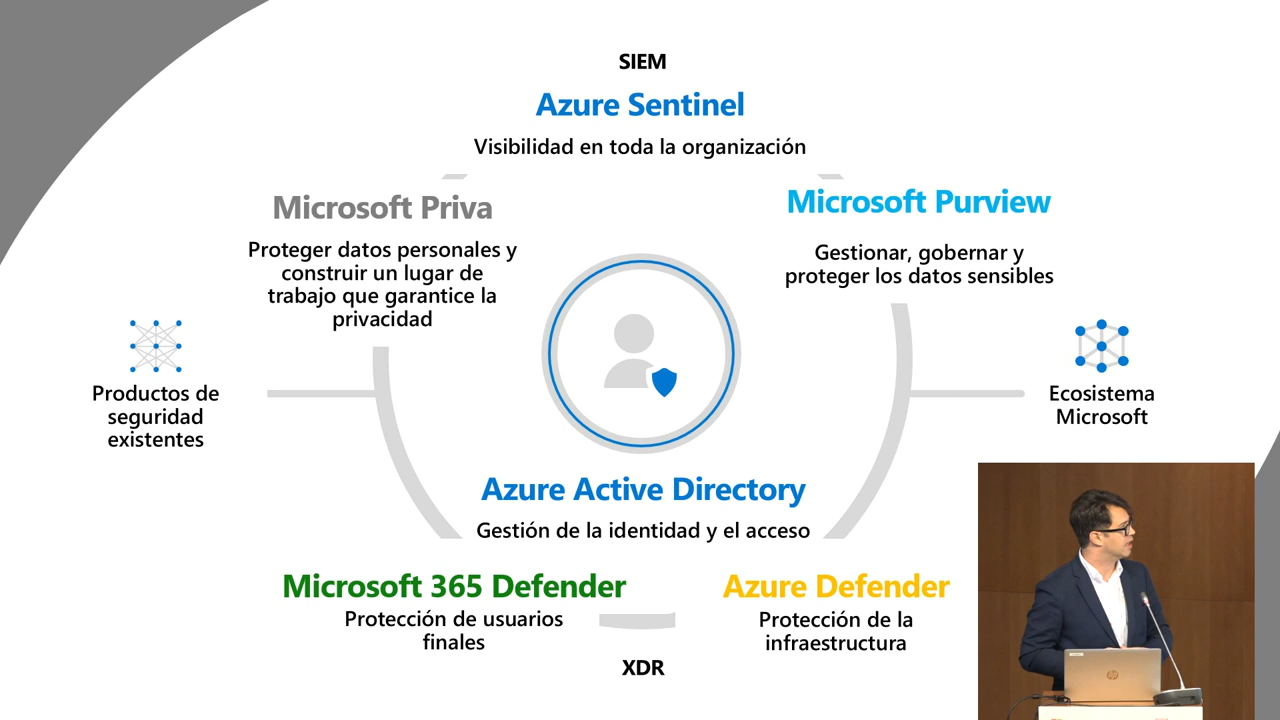 SIEM
Azure Sentinel
Visibilidad en toda la organización
Microsoft Priva
Proteger datos personales y
construir un lugar de
trabajo que garantice la
privacidad
Microsoft Purview
Gestionar, gobernar y
proteger los datos sensibles
Productos de
seguridad
existentes
Ecosistema
Microsoft
Azure Active Directory
Gestión de la identidad y el acceso
Microsoft 365 Defender
Protección de usuarios
finales
Azure Defender
Protección de la
infraestructura
XDR
hp